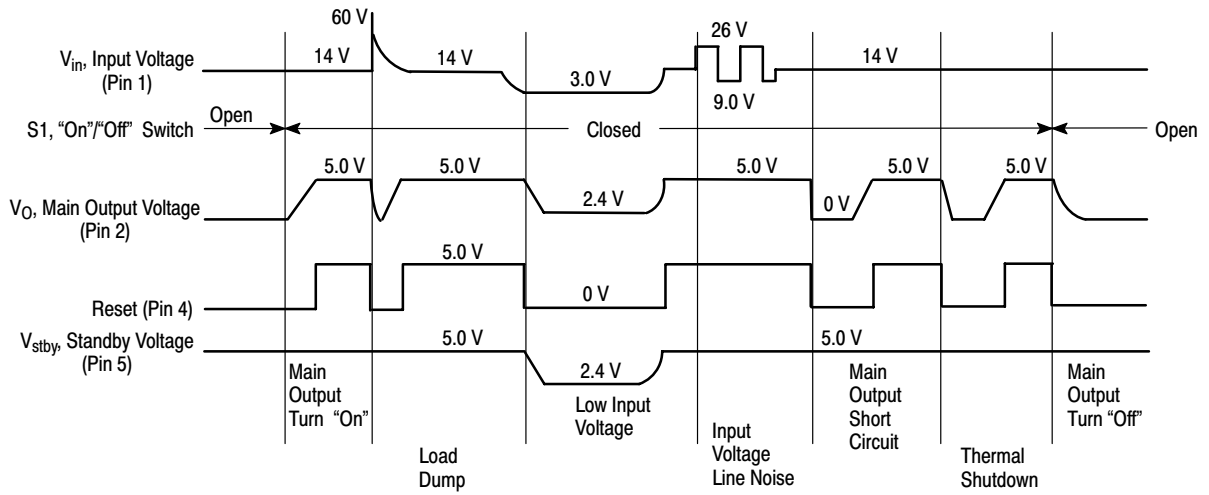 60 V
26 V
Vin, Input Voltage
(Pin 1)
14 V
14 V
3.0 V
9.0 V
14 V
S1, “On”/“Off” Switch
Open
Closed
Open
VO, Main Output Voltage
(Pin 2)
5.0 V
5.0 V
2.4 V
5.0 V
0 V
5.0 V
5.0 V
Reset (Pin 4)
5.0 V
0 V
Vstby, Standby Voltage
(Pin 5)
5.0 V
2.4 V
5.0 V
Main
Output
Turn “On”
Load
Dump
Low Input
Voltage
Input
Voltage
Line Noise
Main
Output
Short
Circuit
Thermal
Shutdown
Main
Output
Turn “Off”